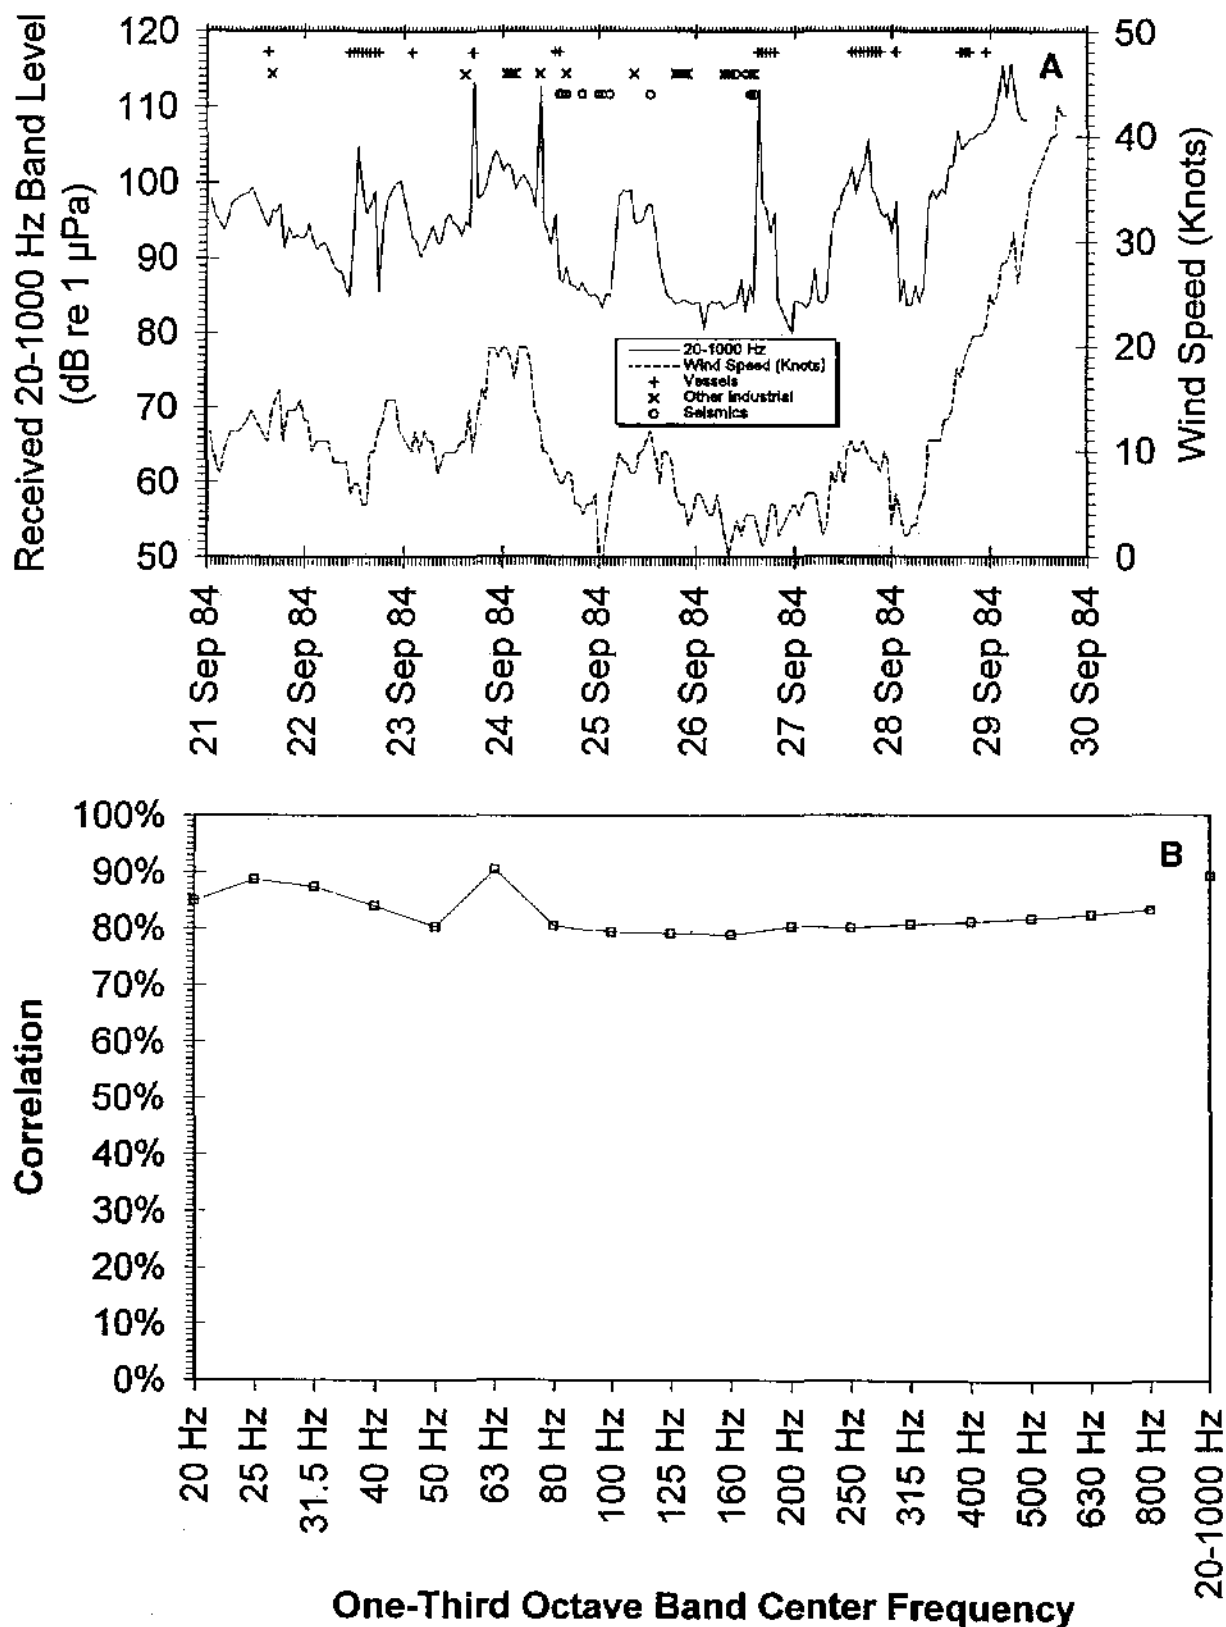 Received 20-1000 Hz Band Level
(dB re 1 µPa)
120
110
100
90
80
70
60
50
A
50
40
30
20
10
0
Wind Speed (Knots)
20-1000 Hz
Wind Speed (Knots)
Vessels
Other Industrial
Seismics
21 Sep 84
22 Sep 84
23 Sep 84
24 Sep 84
25 Sep 84
26 Sep 84
27 Sep 84
28 Sep 84
29 Sep 84
30 Sep 84
Correlation
100%
90%
80%
70%
60%
50%
40%
30%
20%
10%
0%
B
20 Hz
25 Hz
31.5 Hz
40 Hz
50 Hz
63 Hz
80 Hz
100 Hz
125 Hz
160 Hz
200 Hz
250 Hz
315 Hz
400 Hz
500 Hz
630 Hz
800 Hz
20-1000 Hz
One-Third Octave Band Center Frequency